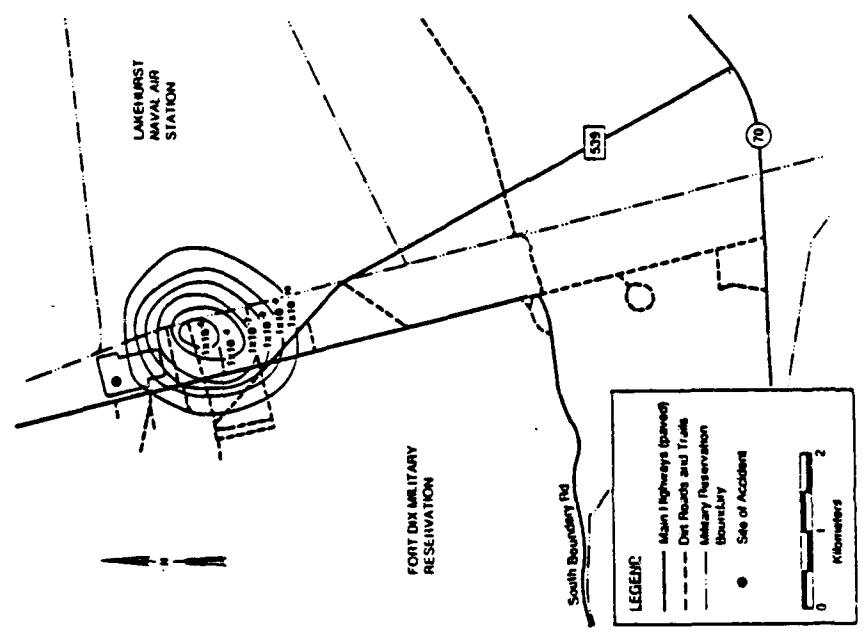 LAKEHURST
NAVAL AIR
STATION
539
70
FORT DIX MILITARY
RESERVATION
N
South Boundary Rd
LEGEND
Main Highways (paved)
Dirt Roads and Trails
Military Reservation
Boundary
Site of Accident
0 1 2
Kilometers